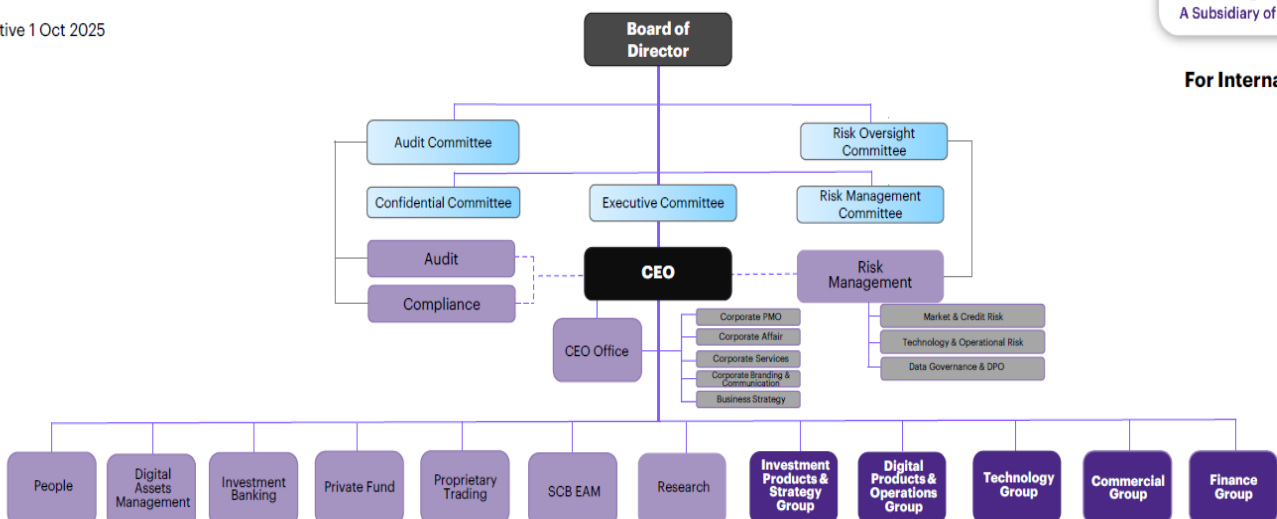 tive 1 Oct 2025
A Subsidiary of
For Interna
Board of
Director
Audit Committee
Risk Oversight
Committee
Confidential Committee
Executive Committee
Risk Management
Committee
Audit
CEO
Risk
Management
Compliance
CEO Office
Corporate PMO
Corporate Affair
Corporate Services
Corporate Branding &
Communication
Business Strategy
Market & Credit Risk
Technology & Operational Risk
Data Governance & DPO
People
Digital
Assets
Management
Investment
Banking
Private Fund
Proprietary
Trading
SCB EAM
Research
Investment
Products &
Strategy
Group
Digital
Products &
Operations
Group
Technology
Group
Commercial
Group
Finance
Group